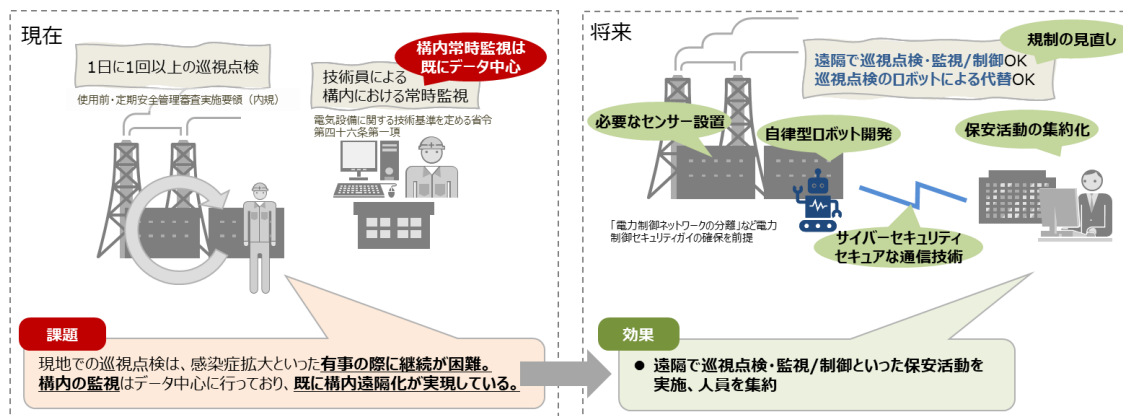 現在
1日に1回以上の巡視点検
使用前・定期安全管理審査実施要領（内規）
構内常時監視は
既にデータ中心
技術員による
構内における常時監視
電気設備に関する技術基準を定める省令
第四十六条第一項
課題
現地での巡視点検は、感染症拡大といった有事の際に継続が困難。
構内の監視はデータ中心に行っており、既に構内遠隔化が実現している。
将来
規制の見直し
遠隔で巡視点検・監視/制御OK
巡視点検のロボットによる代替OK
必要なセンサー設置
自律型ロボット開発
保安活動の集約化
「電力制御ネットワークの分離」など電力
制御セキュリティガイの確保を前提
サイバーセキュリティ
セキュアな通信技術
効果
● 遠隔で巡視点検・監視/制御といった保安活動を
実施、人員を集約